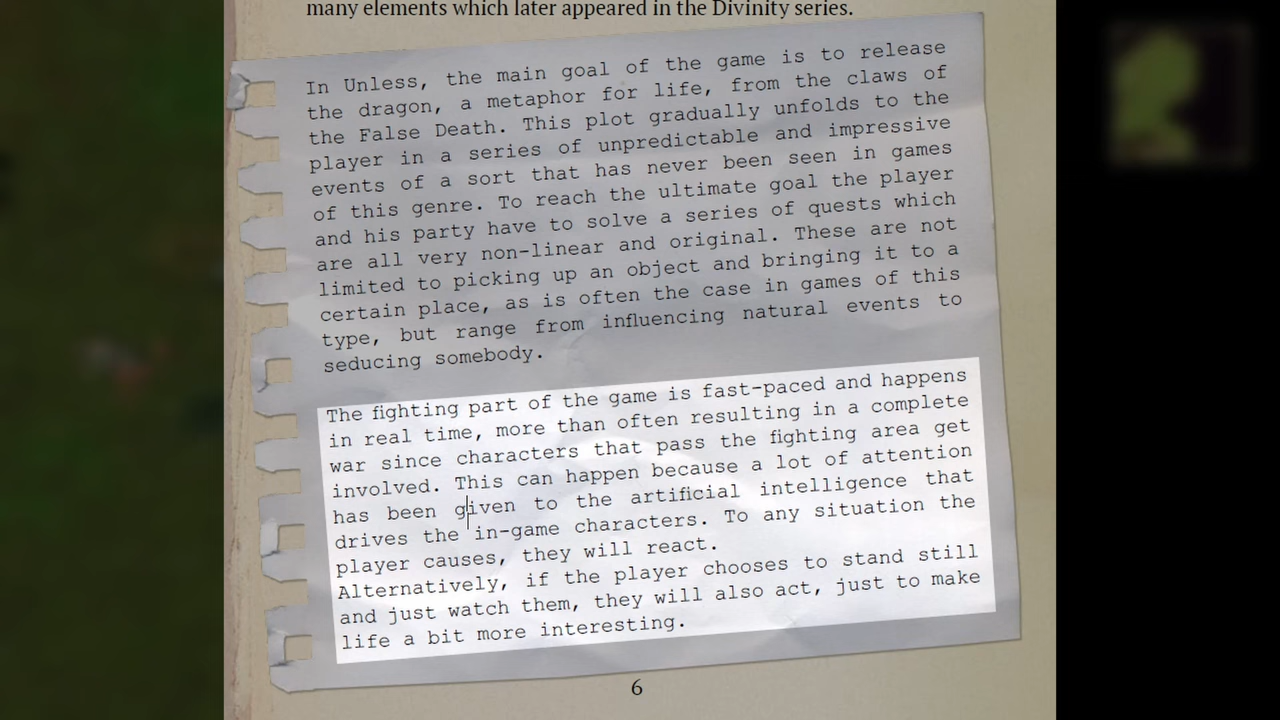 many elements which later appeared in the Divinity series.
In Unless, the main goal of the game is to release
the dragon, a metaphor for life, from the claws of
the False Death. This plot gradually unfolds to the
player in a series of unpredictable and impressive
events of a sort that has never been seen in games
of this genre. To reach the ultimate goal the player
and his party have to solve a series of quests which
are all very non-linear and original. These are not
limited to picking up an object and bringing it to a
certain place, as is often the case in games of this
type, but range from influencing natural events to
seducing somebody.
The fighting part of the game is fast-paced and happens
in real time, more than often resulting in a complete
war since characters that pass the fighting area get
involved. This can happen because a lot of attention
has been given to the artificial intelligence that
drives the in-game characters. To any situation the
player causes, they will react.
Alternatively, if the player chooses to stand still
and just watch them, they will also act, just to make
life a bit more interesting.
6